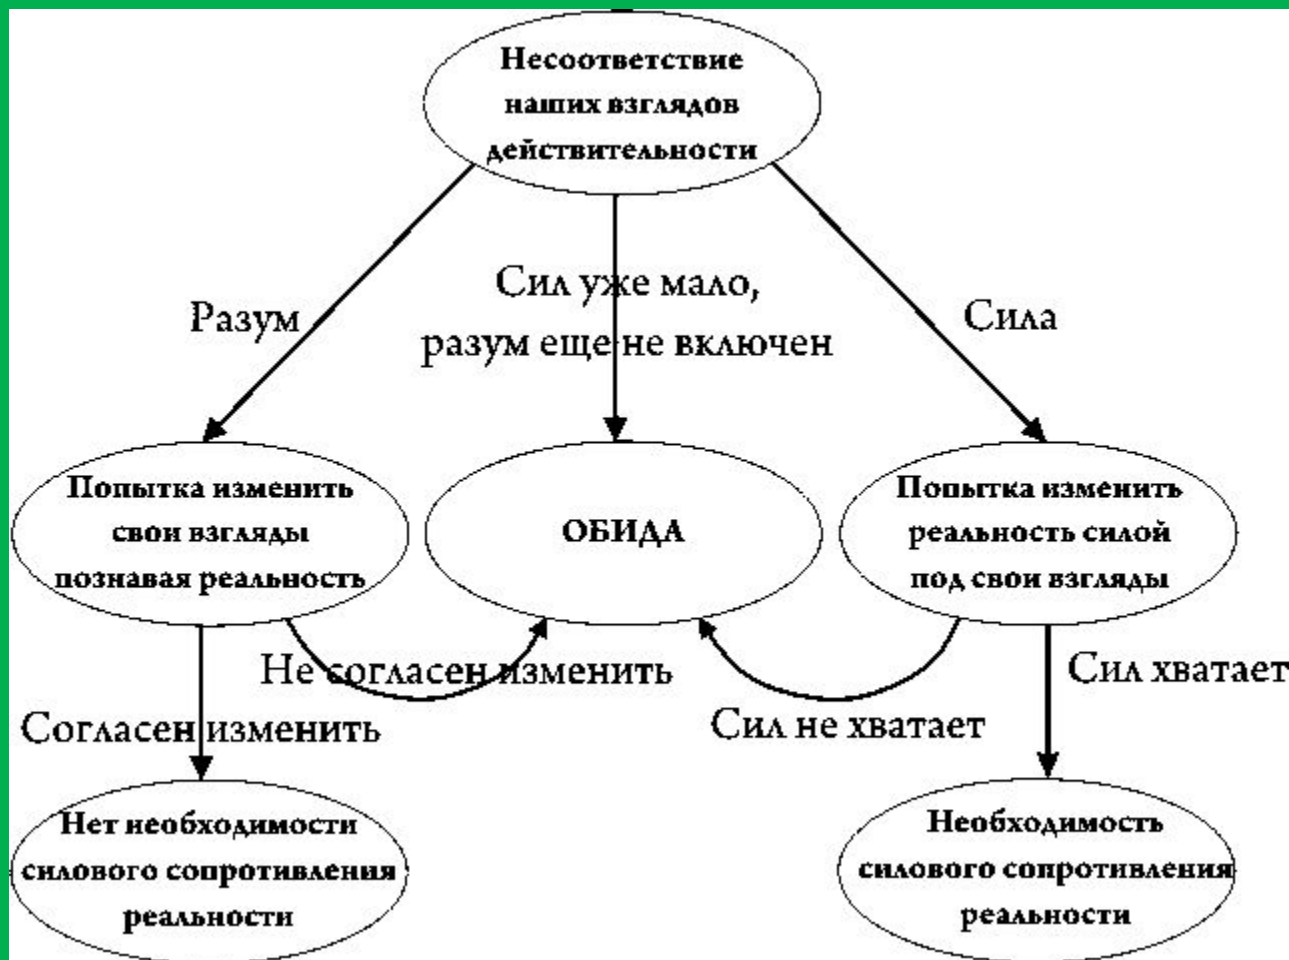 Несоответствие
наших взглядов
действительности
Разум
Сил уже мало,
разум еще не включен
Сила
Попытка изменить
свои взгляды
познавая реальность
ОБИДА
Попытка изменить
реальность силой
под свои взгляды
Не согласен изменить
Сил хватает
Согласен изменить
Сил не хватает
Нет необходимости
силового сопротивления
реальности
Необходимость
силового сопротивления
реальности